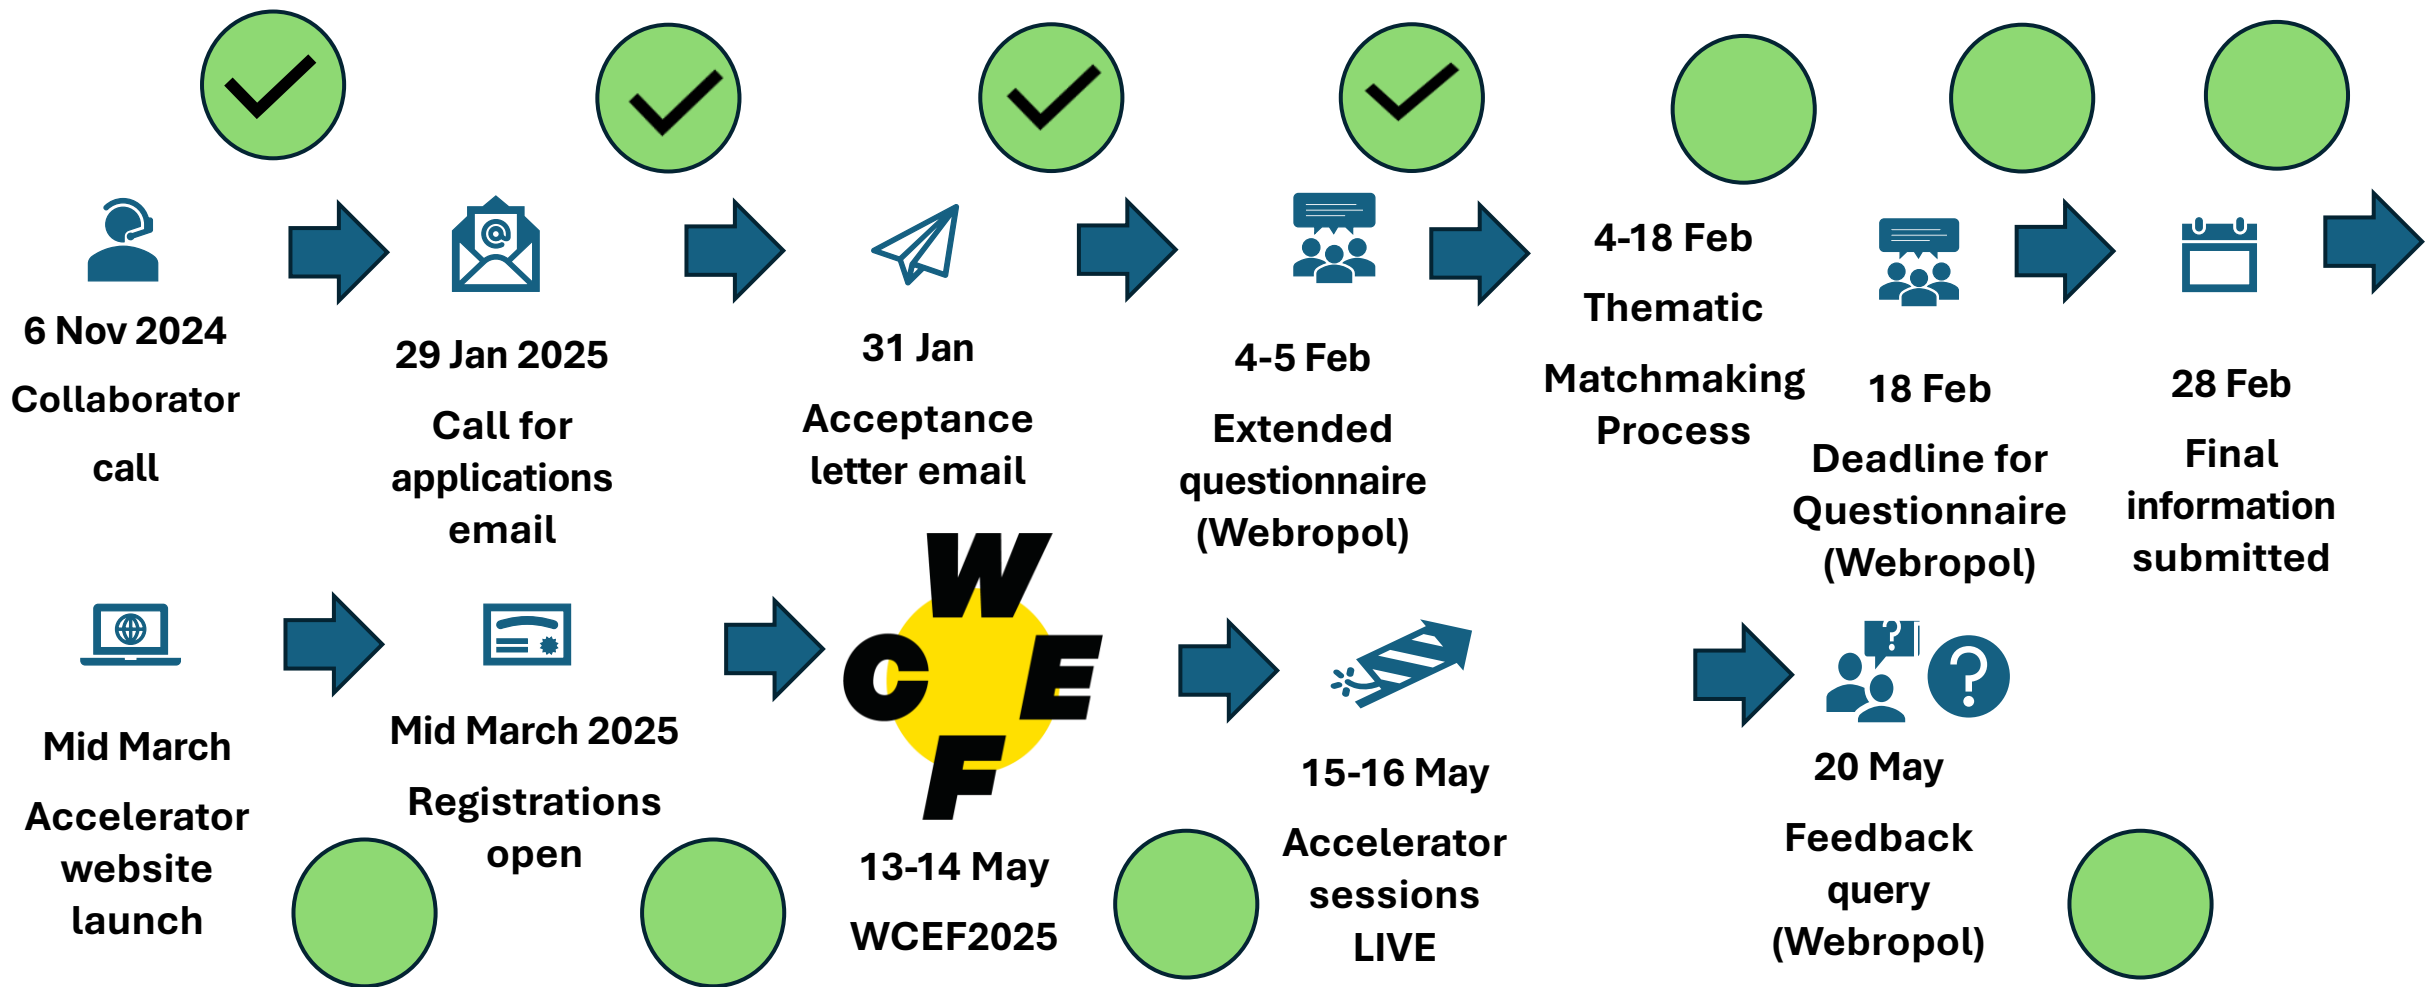 6 Nov 2024
Collaborator
call
29 Jan 2025
Call for
applications
email
31 Jan
Acceptance
letter email
4-5 Feb
Extended
questionnaire
(Webropol)
4-18 Feb
Thematic
Matchmaking
Process
18 Feb
Deadline for
Questionnaire
(Webropol)
28 Feb
Final
information
submitted
Mid March
Accelerator
website
launch
Mid March 2025
Registrations
open
W
C E
F
13-14 May
WCEF2025
15-16 May
Accelerator
sessions
LIVE
20 May
Feedback
query
(Webropol)